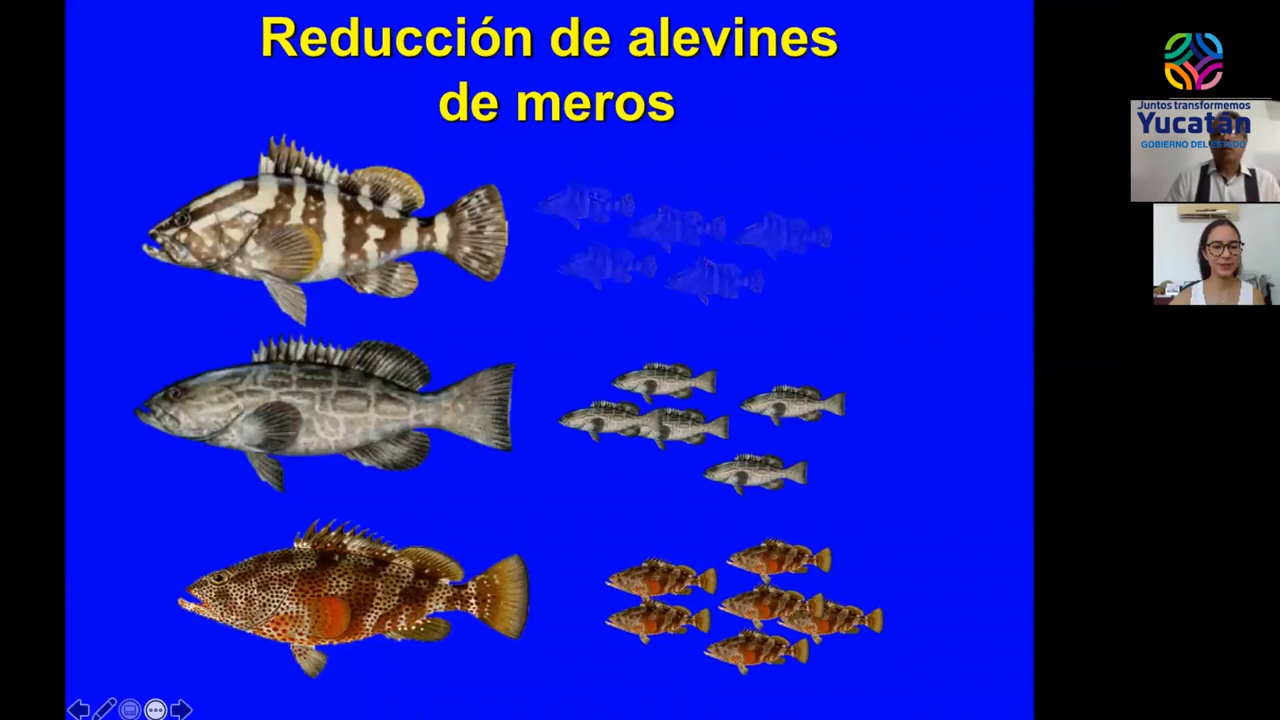 Reducción de alevines
de meros
Juntos transformemos
Yucatán
GOBIERNO DEL ESTADO